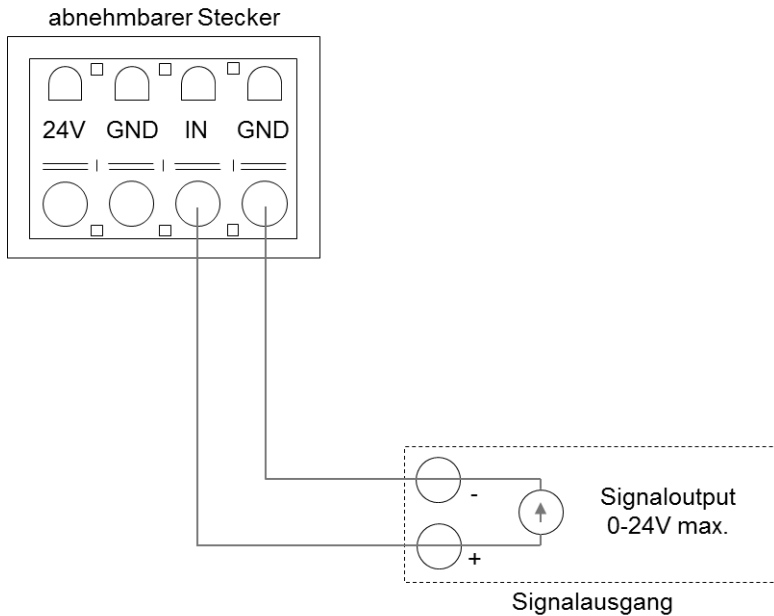 abnehmbarer Stecker
24V GND IN GND
-
+
Signaloutput
0-24V max.
Signalausgang